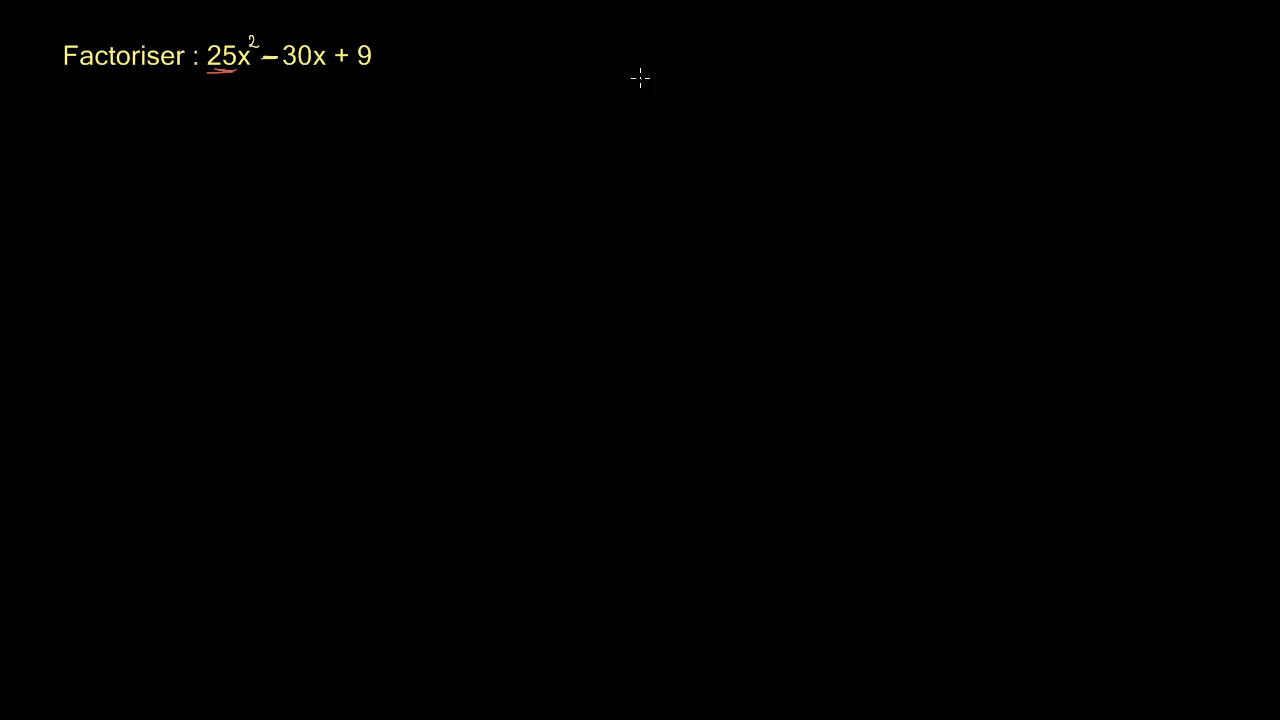 Factoriser : 25x² – 30x + 9